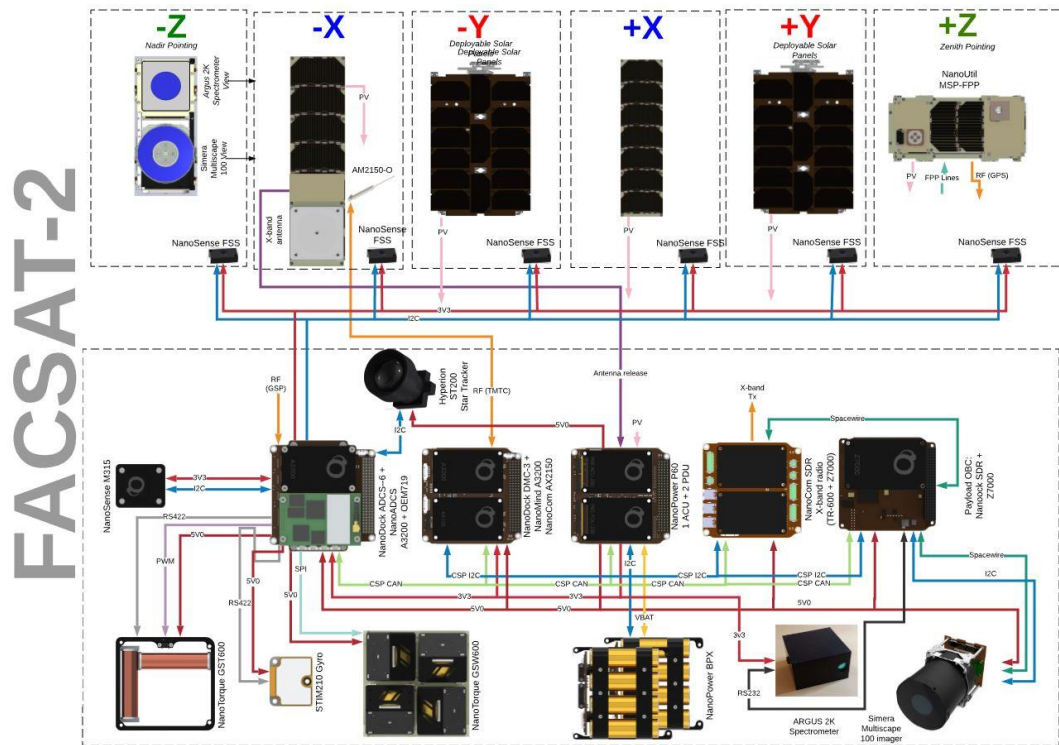 FACSAT-2
-Z
Nadir Pointing
Argus 2K
Spectrometer
View
Simera
Multiscape
100 View
-X
PV
AM2150-O
X-band
antenna
NanoSense FSS
NanoSense
FSS
-Y
Deployable Solar
Panels
Deployable Solar
Panels
PV
NanoSense FSS
+X
PV
NanoSense FSS
+Y
Deployable Solar
Panels
PV
NanoSense FSS
+Z
Zenith Pointing
NanoUtil
MSP-FPP
PV
FPP Lines
RF (GPS)
NanoSense FSS
3V3
I2C
RF
(GSP)
Hyperion
ST200
Star Tracker
I2C
5V0
RF (TMTC)
Antenna release
PV
X-band
Tx
Spacewire
NanoSense M315
3V3
I2C
NanoDock ADCS-6 +
NanoADCS
A3200 + OEM719
NanoDock DMC-3 +
NanoMind A3200
NanoCom AX2150
NanoPower P60
1 ACU + 2 PDU
NanoCom SDR
X-band radio
(TR-600 + Z7000)
Payload OBC:
Nanocom SDR +
Z7000
RS422
PWM
5V0
5V0
RS422
5V0
SPI
CSP I2C
CSP I2C
CSP CAN
CSP CAN
CSP CAN
I2C
3V3
3V3
5V0
5V0
5V0
VBAT
3v3
RS232
Spacewire
I2C
NanoTorque GST600
STIM210 Gyro
NanoTorque GSW600
NanoPower BPX
ARGUS 2K
Spectrometer
Simera
Multiscape
100 imager